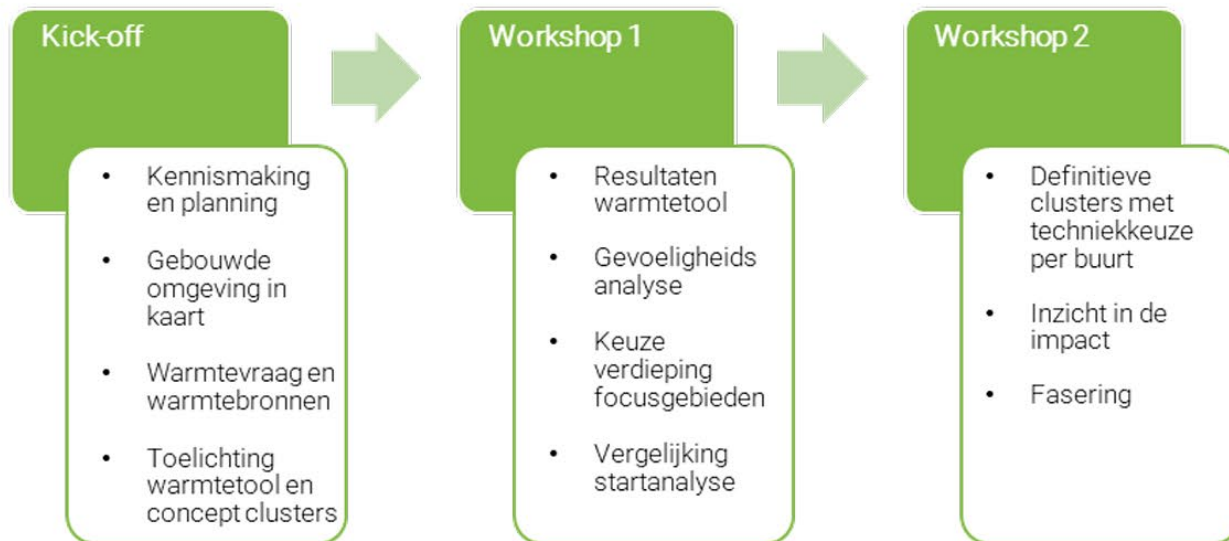 Kick-off
• Kennismaking
en planning
• Gebouwde
omgeving in
kaart
• Warmtevraag en
warmtebronnen
• Toelichting
warmtetool en
concept clusters
Workshop 1
• Resultaten
warmtetool
• Gevoeligheids
analyse
• Keuze
verdieping
focusgebieden
• Vergelijking
startanalyse
Workshop 2
• Definitieve
clusters met
techniekkeuze
per buurt
• Inzicht in de
impact
• Fasering